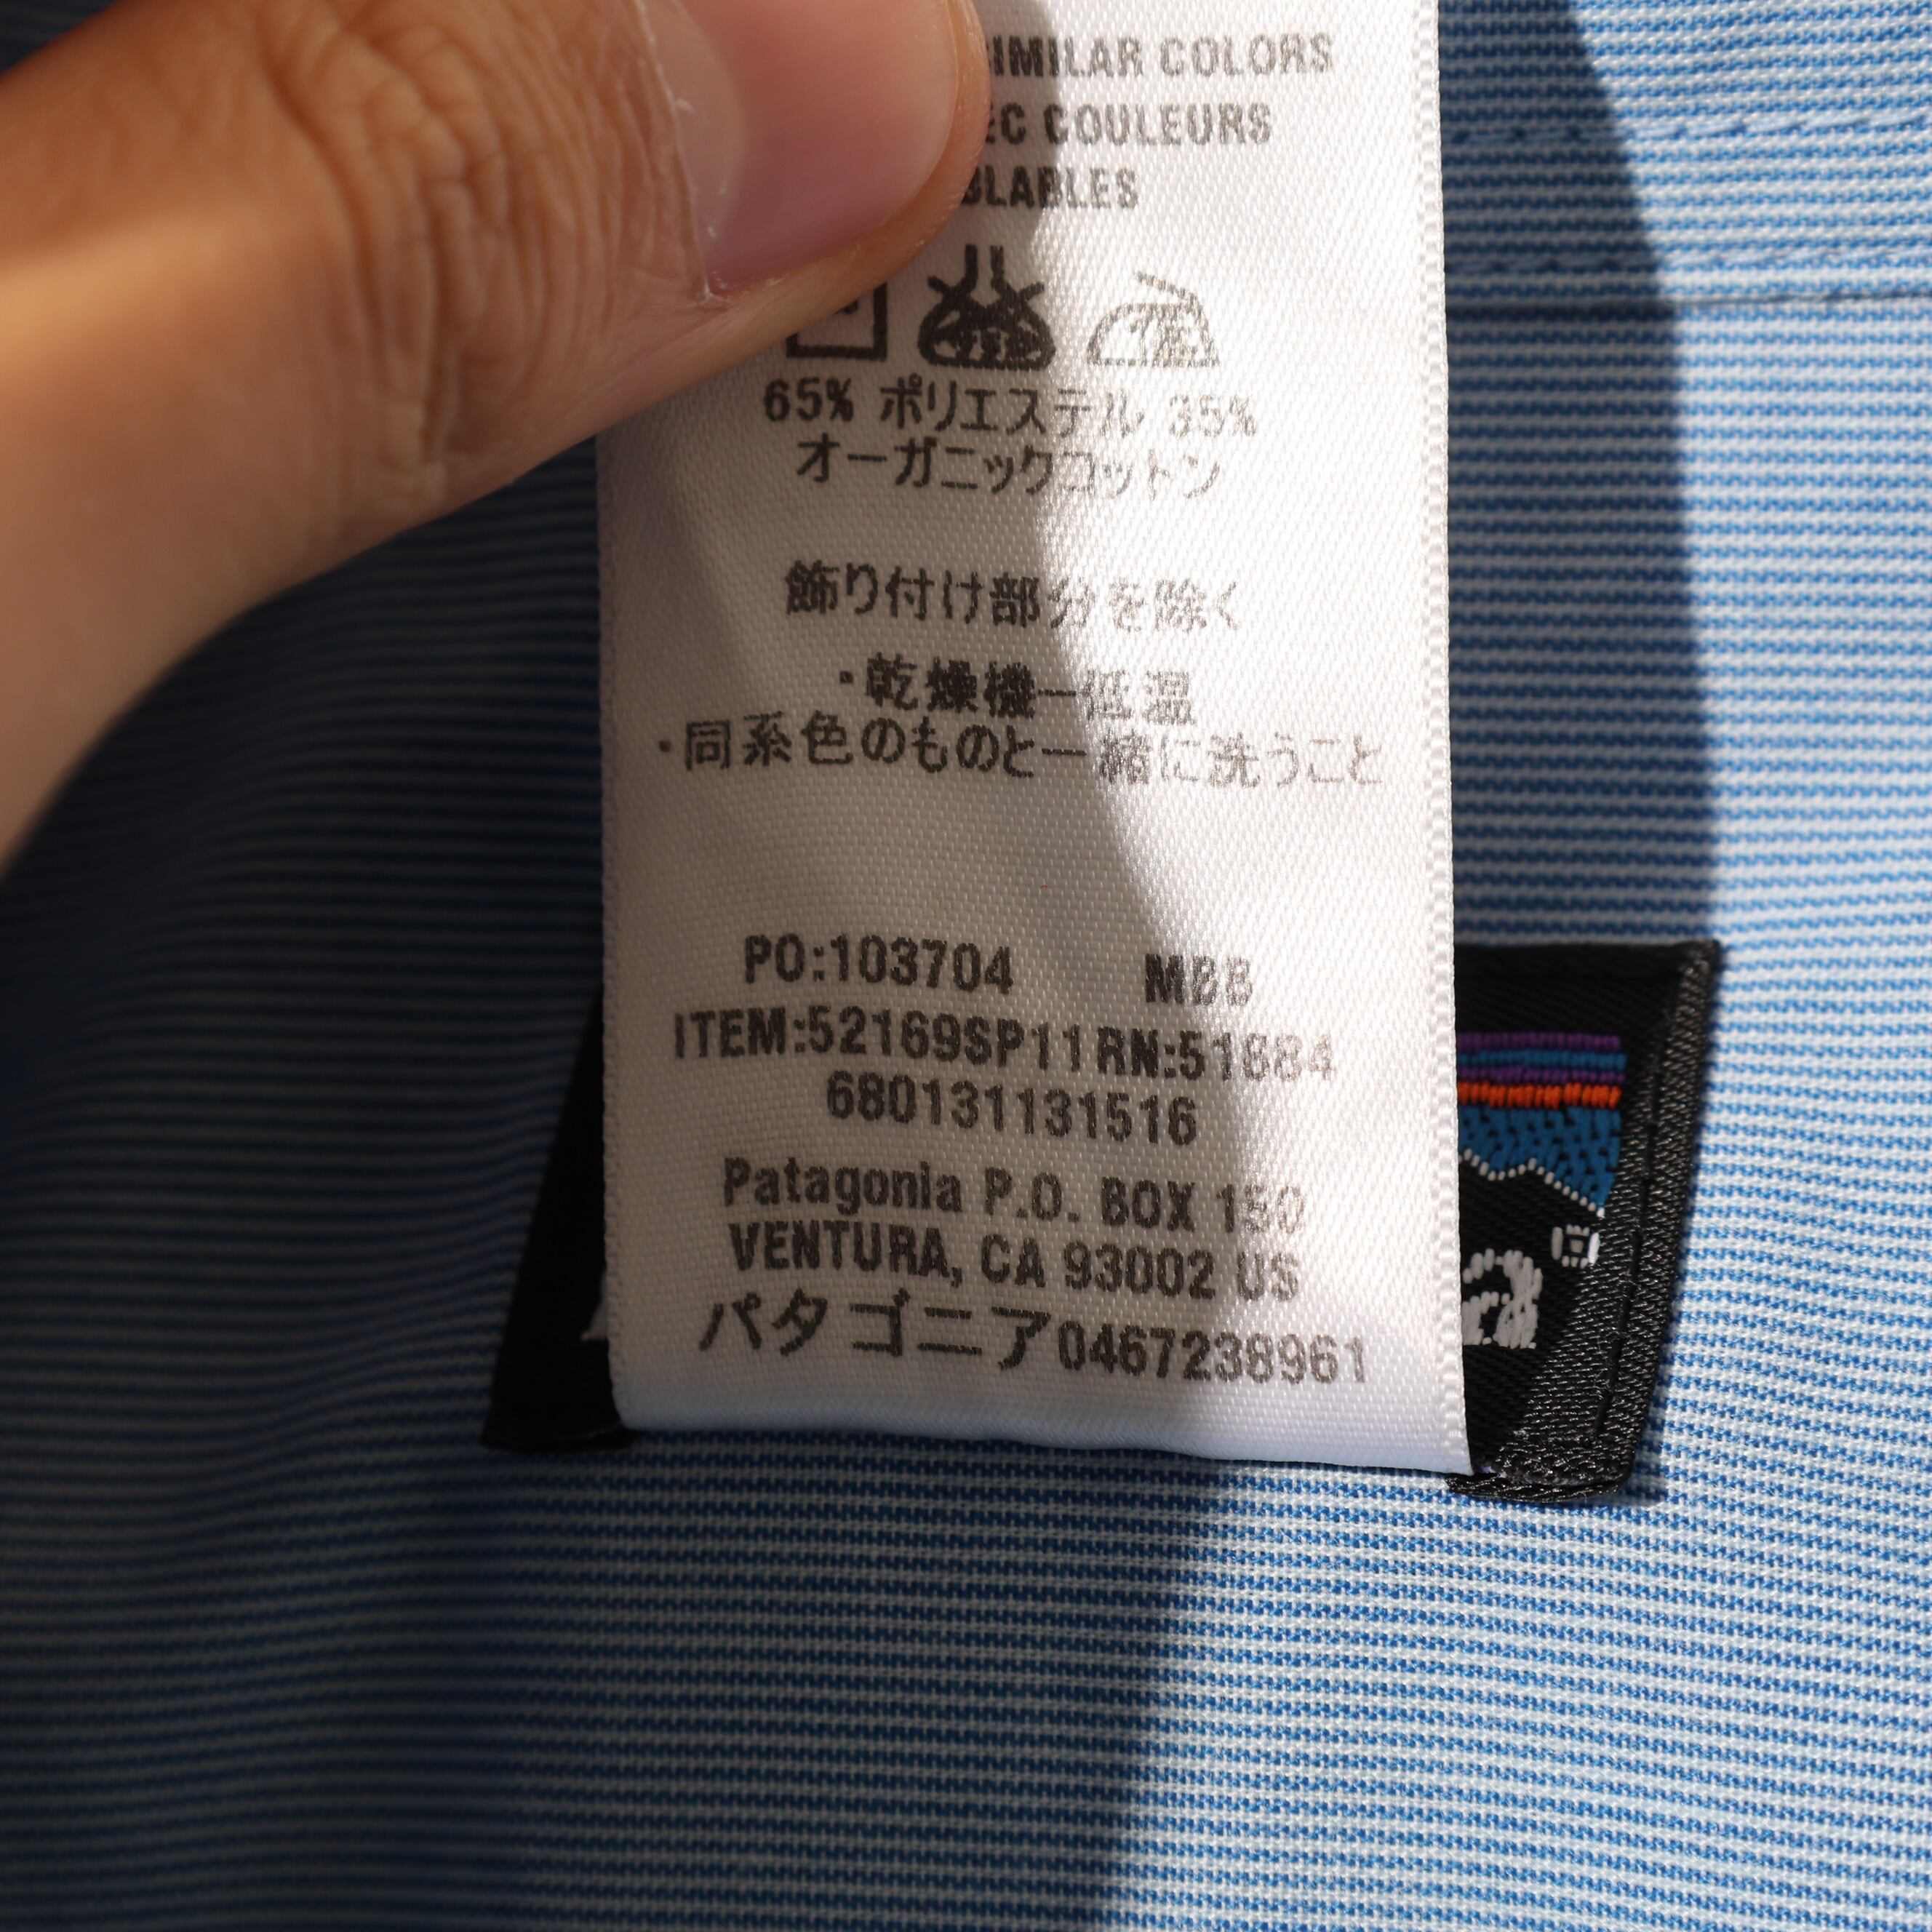 SIMILAR COLORS
EC COULEURS
BLABLES
65% ポリエステル 35%
オーガニックコットン
飾り付け部分を除く
・乾燥機ー低温
・同系色のものと一緒に洗うこと
PO:103704 MBB
ITEM:52169SP11 RN:51884
680131131516
Patagonia P.O. BOX 150
VENTURA, CA 93002 US
パタゴニア0467238961
a®